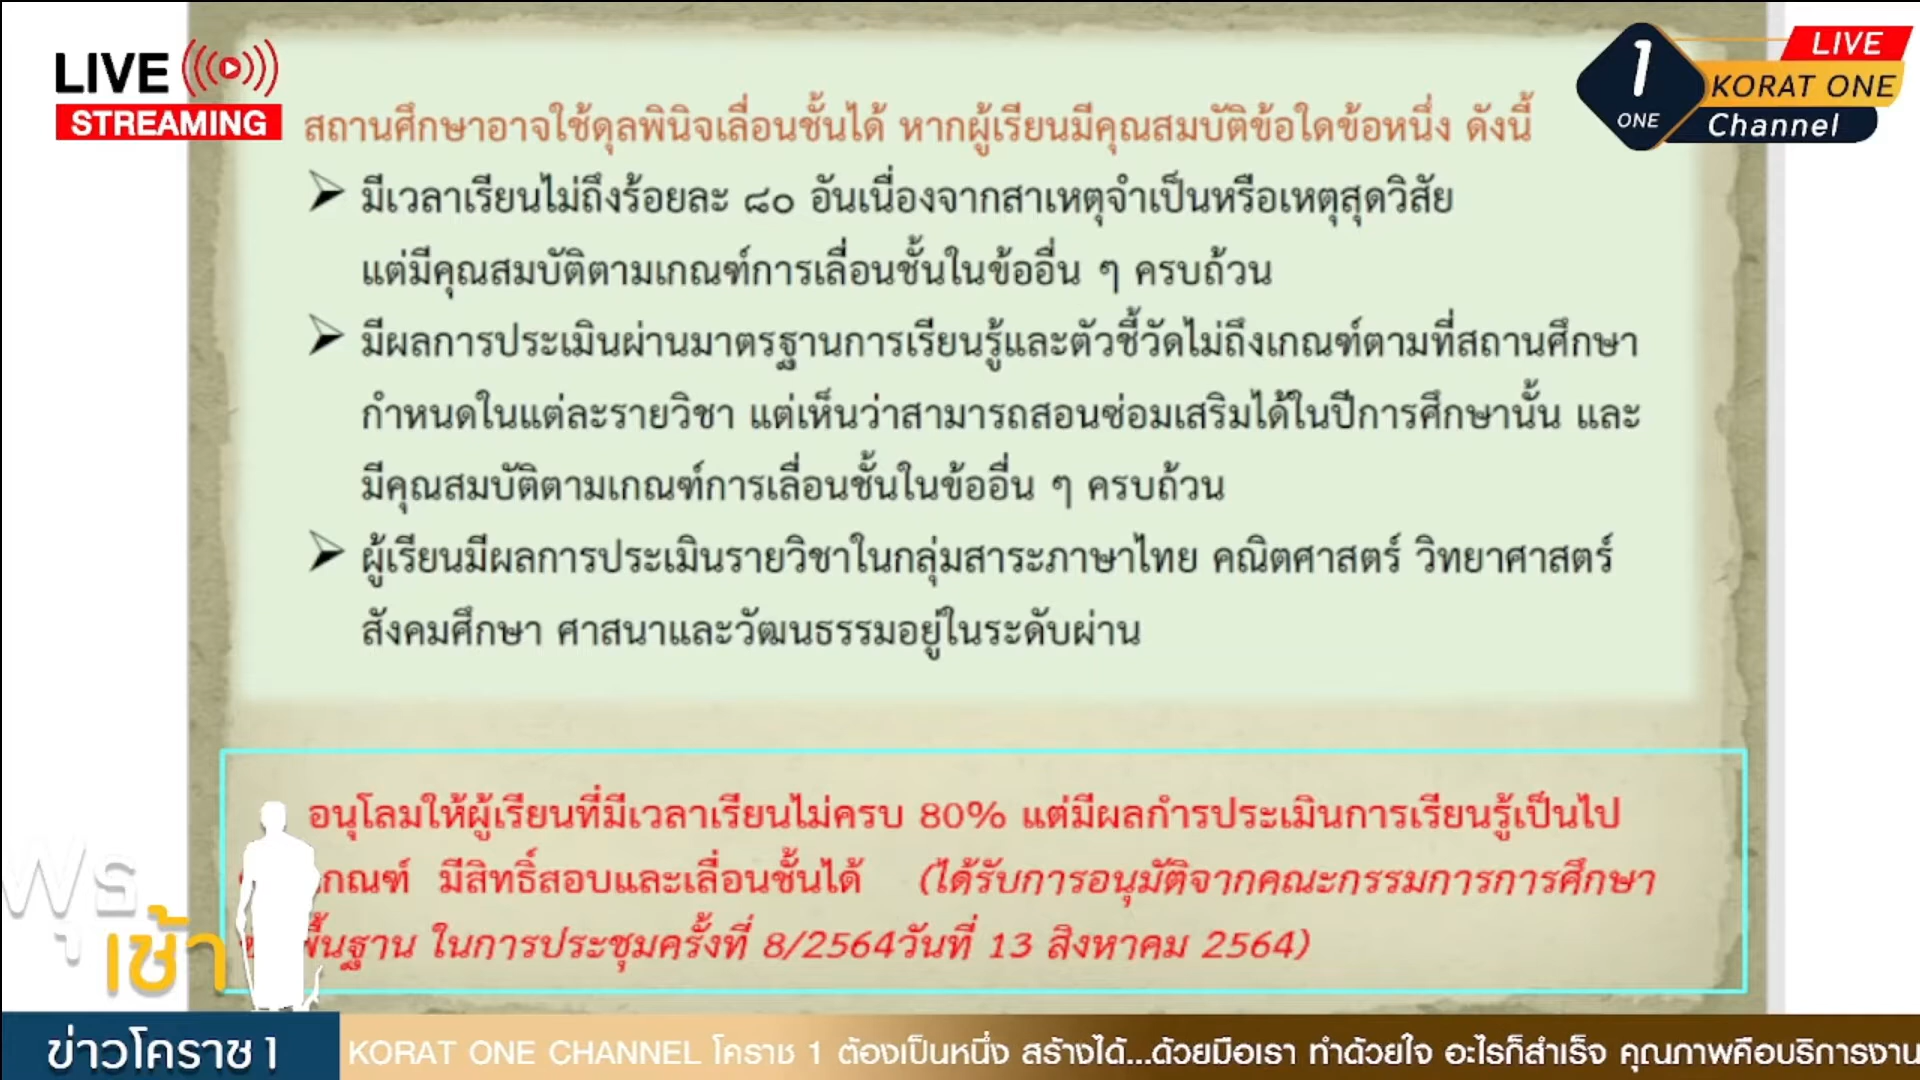 LIVE
STREAMING
1
ONE
LIVE
KORAT ONE
Channel
สถานศึกษาอาจใช้ดุลพินิจเลื่อนชั้นได้ หากผู้เรียนมีคุณสมบัติข้อใดข้อหนึ่ง ดังนี้
มีเวลาเรียนไม่ถึงร้อยละ ๘๐ อันเนื่องจากสาเหตุจำเป็นหรือเหตุสุดวิสัย
แต่มีคุณสมบัติตามเกณฑ์การเลื่อนชั้นในข้ออื่น ๆ ครบถ้วน
มีผลการประเมินผ่านมาตรฐานการเรียนรู้และตัวชี้วัดไม่ถึงเกณฑ์ตามที่สถานศึกษา
กำหนดในแต่ละรายวิชา แต่เห็นว่าสามารถสอนซ่อมเสริมได้ในปีการศึกษานั้น และ
มีคุณสมบัติตามเกณฑ์การเลื่อนชั้นในข้ออื่น ๆ ครบถ้วน
ผู้เรียนมีผลการประเมินรายวิชาในกลุ่มสาระภาษาไทย คณิตศาสตร์ วิทยาศาสตร์
สังคมศึกษา ศาสนาและวัฒนธรรมอยู่ในระดับผ่าน
อนุโลมให้ผู้เรียนที่มีเวลาเรียนไม่ครบ 80% แต่มีผลกำรประเมินการเรียนรู้เป็นไป
กณฑ์ มีสิทธิ์สอบและเลื่อนชั้นได้ (ได้รับการอนุมัติจากคณะกรรมการการศึกษา
พื้นฐาน ในการประชุมครั้งที่ 8/2564วันที่ 13 สิงหาคม 2564)
พุธ
เช้า
ข่าวโคราช 1
KORAT ONE CHANNEL โคราช 1 ต้องเป็นหนึ่ง สร้างได้...ด้วยมือเรา ทำด้วยใจ อะไรก็สำเร็จ คุณภาพคือบริการงาน